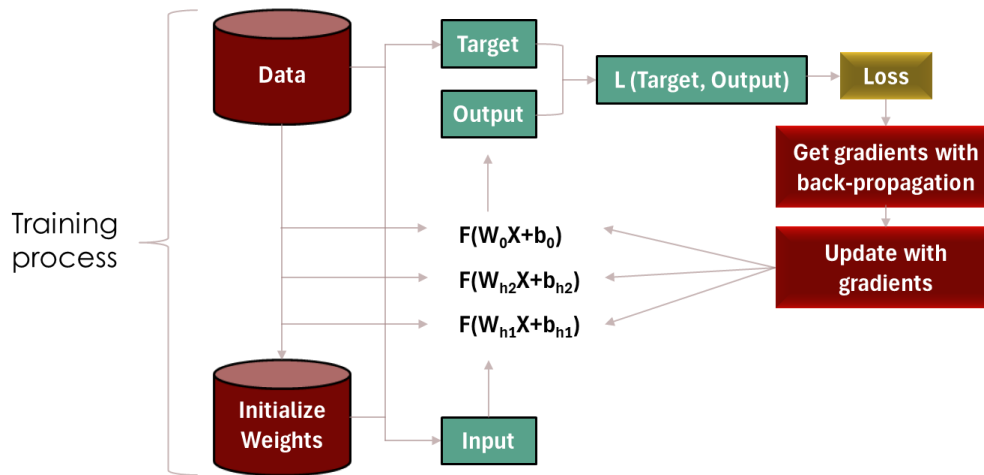 Training
process
Data
Initialize
Weights
Target
Output
F(W₀X+b₀)
F(Wₕ₂X+bₕ₂)
F(Wₕ₁X+bₕ₁)
Input
L (Target, Output)
Loss
Get gradients with
back-propagation
Update with
gradients